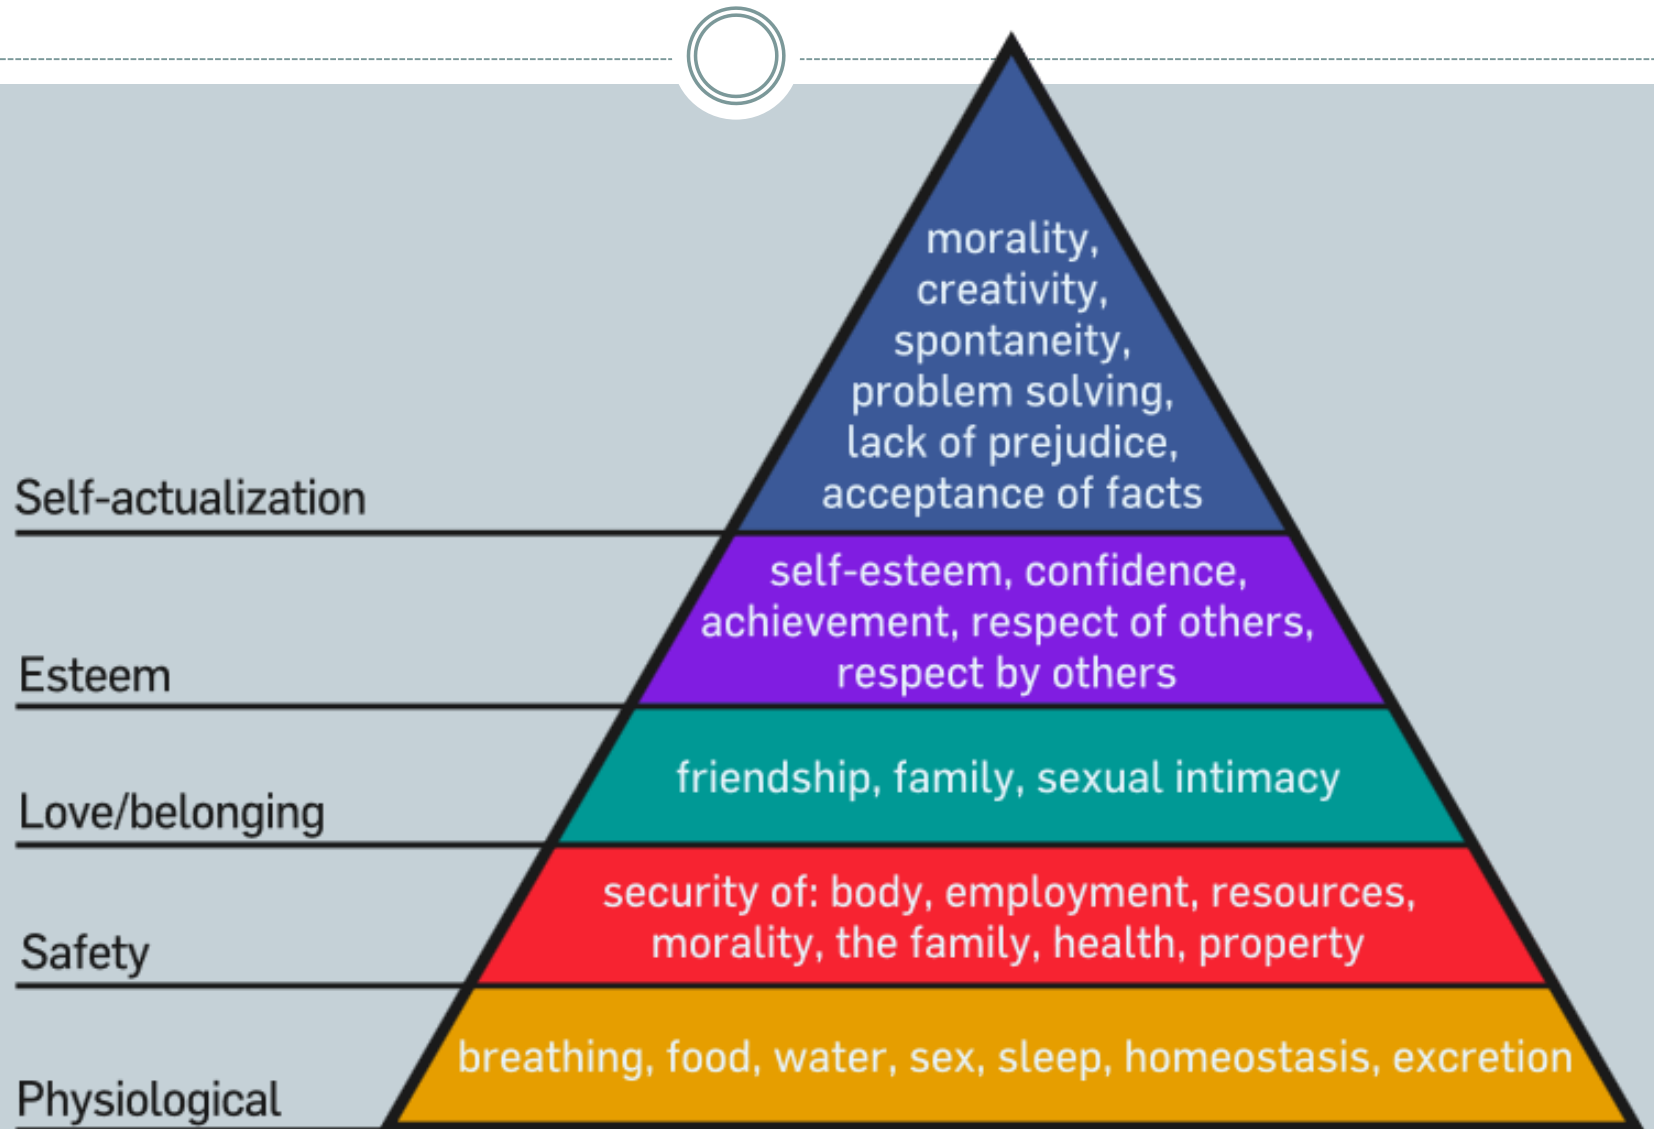 morality,
creativity,
spontaneity,
problem solving,
lack of prejudice,
acceptance of facts
Self-actualization
self-esteem, confidence,
achievement, respect of others,
respect by others
Esteem
friendship, family, sexual intimacy
Love/belonging
security of: body, employment, resources,
morality, the family, health, property
Safety
breathing, food, water, sex, sleep, homeostasis, excretion
Physiological